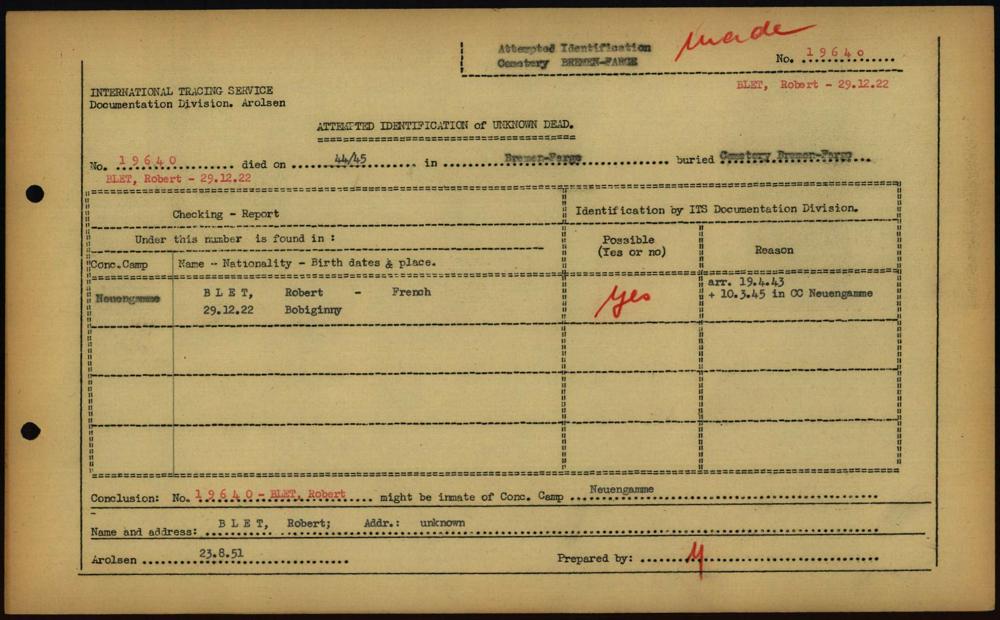 Attempted Identification
Cemetery BREMEN-FARGE
Made
No. 19640
BLET, Robert - 29.12.22
INTERNATIONAL TRACING SERVICE
Documentation Division. Arolsen
ATTEMPTED IDENTIFICATION of UNKNOWN DEAD.
No. 19640 died on 44/45 in Bremen-Farge buried Cemetery Bremen-Farge
BLET, Robert - 29.12.22
Checking - Report
Identification by ITS Documentation Division.
Under this number is found in :
Possible
(Yes or no)
Reason
Conc.Camp
Name - Nationality - Birth dates & place.
Neuengamme
BLET, Robert - French
29.12.22 Bobiginny
Yes
arr. 19.4.43
+ 10.3.45 in CC Neuengamme
Conclusion: No. 19640 - BLET, Robert might be inmate of Conc. Camp Neuengamme
Name and address: BLET, Robert; Addr.: unknown
Arolsen 23.8.51
Prepared by: